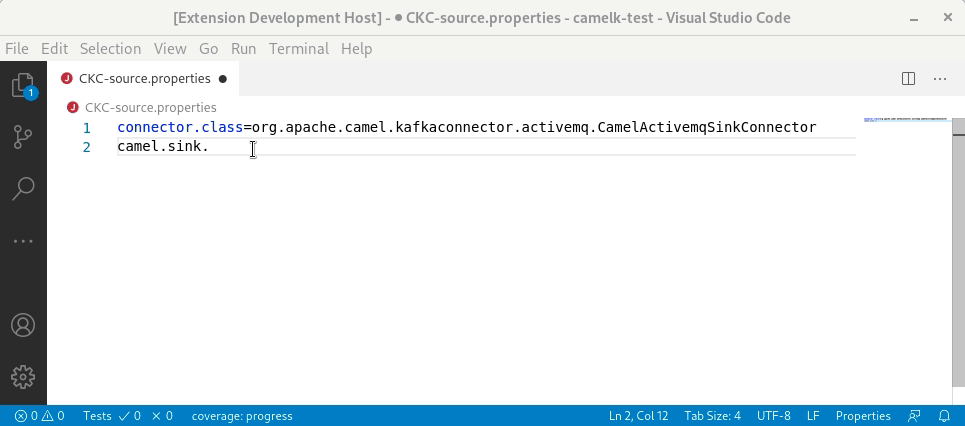 [Extension Development Host] - ● CKC-source.properties - camelk-test - Visual Studio Code
File Edit Selection View Go Run Terminal Help
J CKC-source.properties ●
J CKC-source.properties
1 connector.class=org.apache.camel.kafkaconnector.activemq.CamelActivemqSinkConnector
2 camel.sink.
1
0 0 Tests 0 0 coverage: progress Ln 2, Col 12 Tab Size: 4 UTF-8 LF Properties